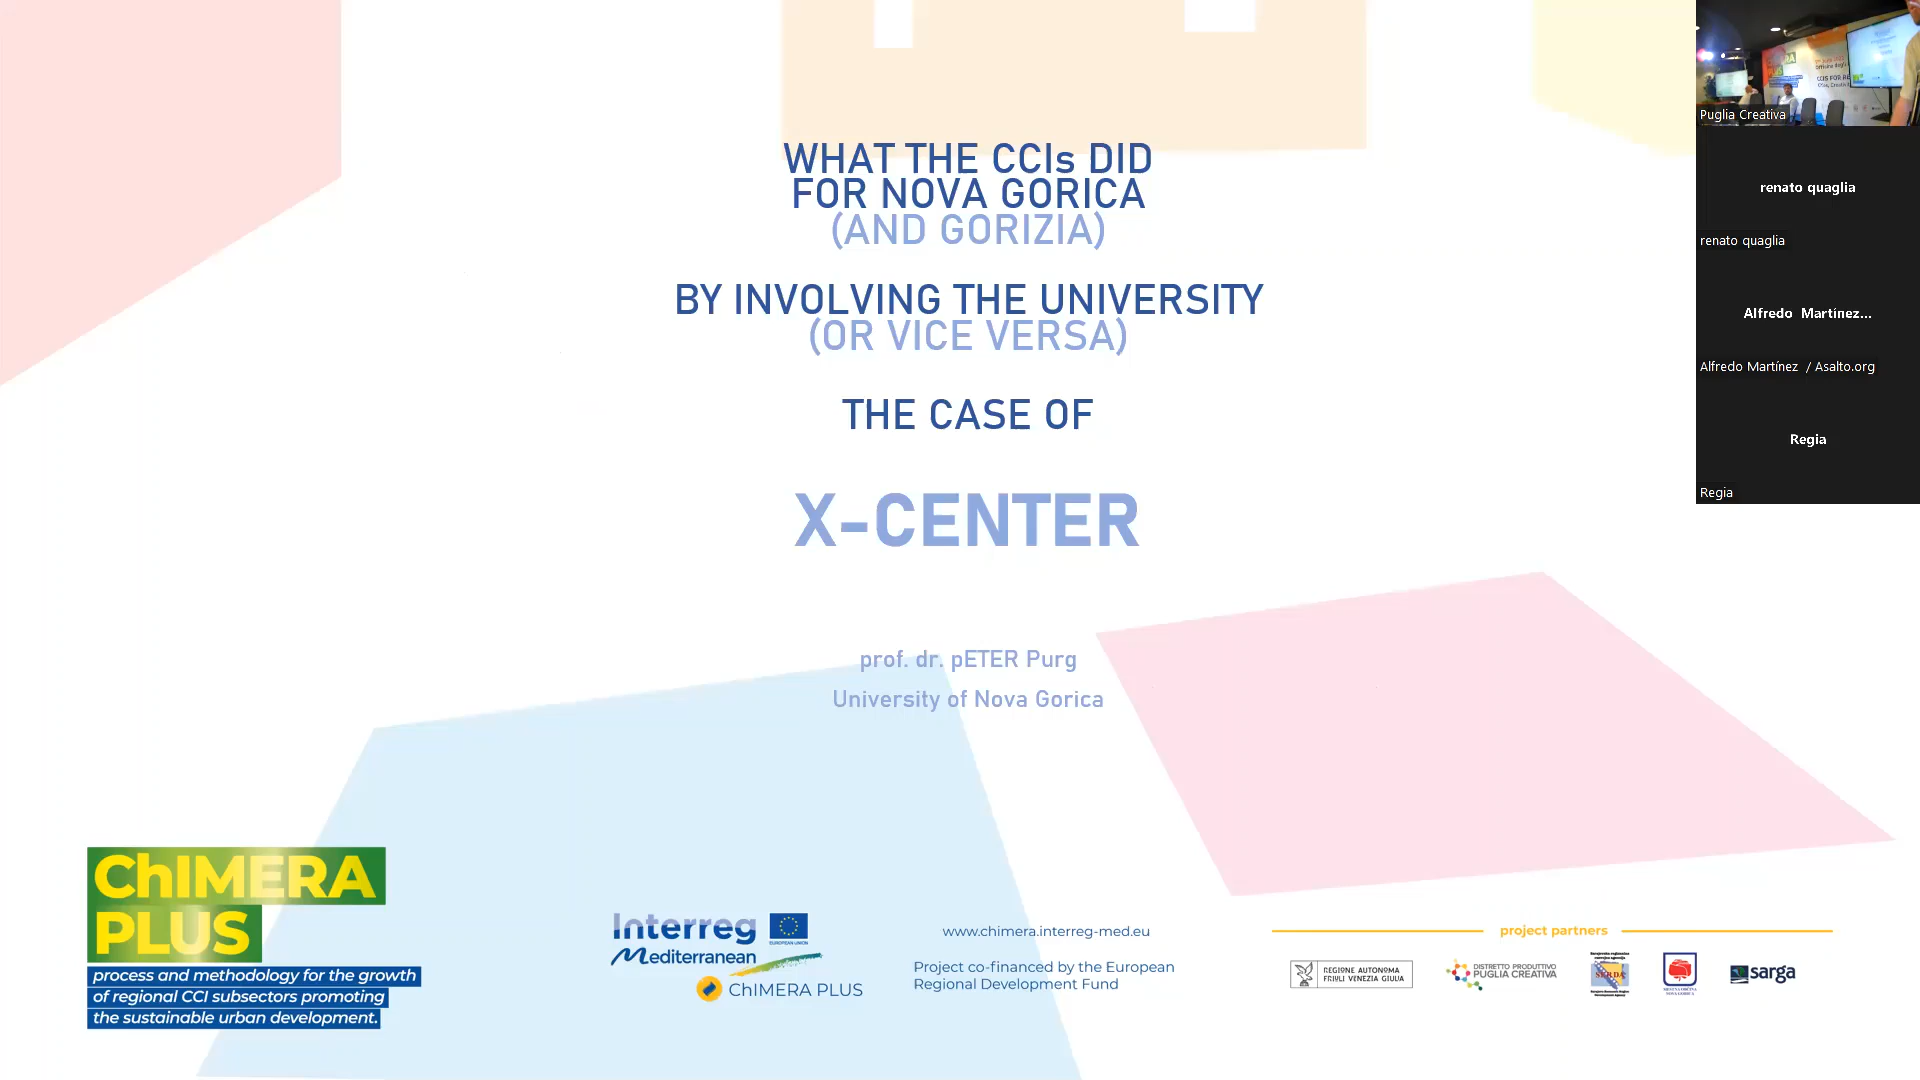 WHAT THE CCIs DID
FOR NOVA GORICA
(AND GORIZIA)
BY INVOLVING THE UNIVERSITY
(OR VICE VERSA)
THE CASE OF
X-CENTER
prof. dr. pETER Purg
University of Nova Gorica
ChIMERA
PLUS
process and methodology for the growth
of regional CCI subsectors promoting
the sustainable urban development.
Interreg
EUROPEAN UNION
Mediterranean
ChIMERA PLUS
www.chimera.interreg-med.eu
Project co-financed by the European
Regional Development Fund
project partners
REGIONE AUTONOMA
FRIULI VENEZIA GIULIA
DISTRETTO PRODUTTIVO
PUGLIA CREATIVA
SERDA
sarga
Puglia Creativa
renato quaglia
renato quaglia
Alfredo Martínez...
Alfredo Martínez / Asalto.org
Regia
Regia